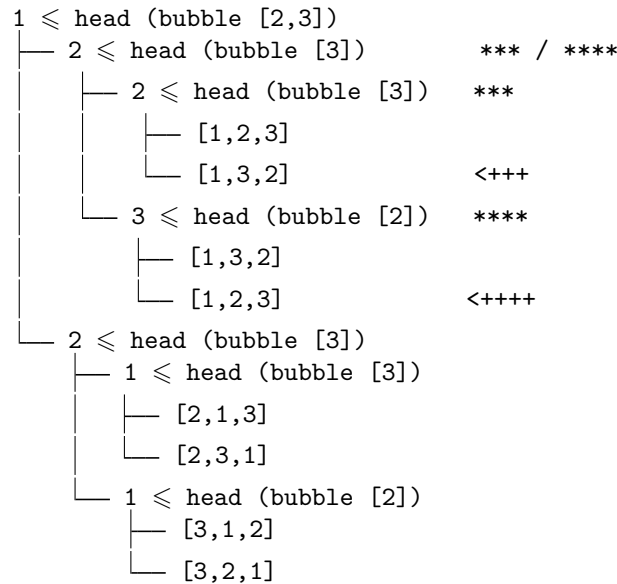 1 ⩽ head (bubble [2,3])
2 ⩽ head (bubble [3]) *** / ****
2 ⩽ head (bubble [3]) ***
[1,2,3]
[1,3,2] <+++
3 ⩽ head (bubble [2]) ****
[1,3,2]
[1,2,3] <++++
2 ⩽ head (bubble [3])
1 ⩽ head (bubble [3])
[2,1,3]
[2,3,1]
1 ⩽ head (bubble [2])
[3,1,2]
[3,2,1]